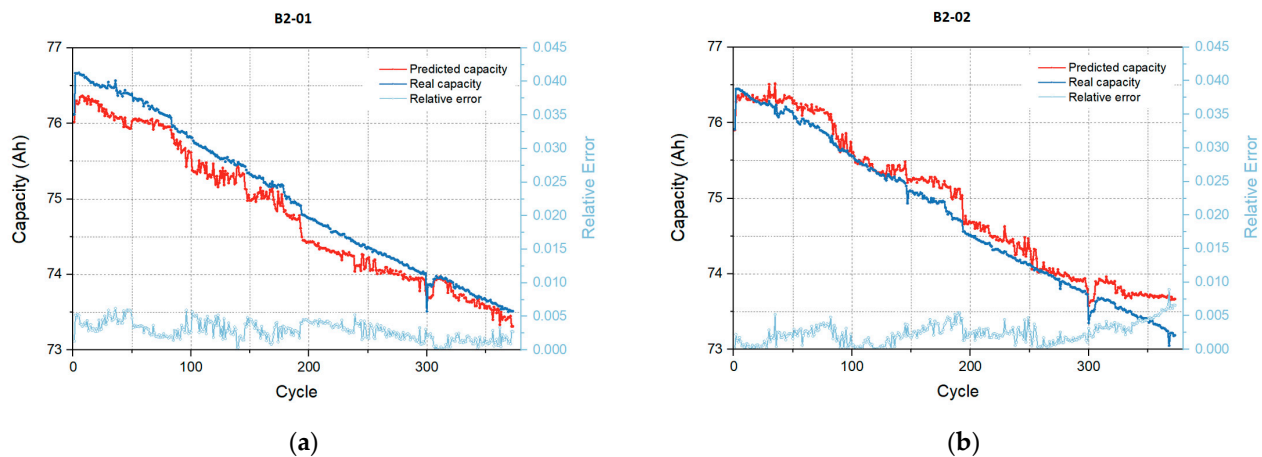 B2-01
77
76
75
74
73
Capacity (Ah)
0
100
200
300
Cycle
0.045
0.040
0.035
0.030
0.025
0.020
0.015
0.010
0.005
0.000
Relative Error
Predicted capacity
Real capacity
Relative error
(a)
B2-02
77
76
75
74
73
Capacity (Ah)
0
100
200
300
Cycle
0.045
0.040
0.035
0.030
0.025
0.020
0.015
0.010
0.005
0.000
Relative Error
Predicted capacity
Real capacity
Relative error
(b)